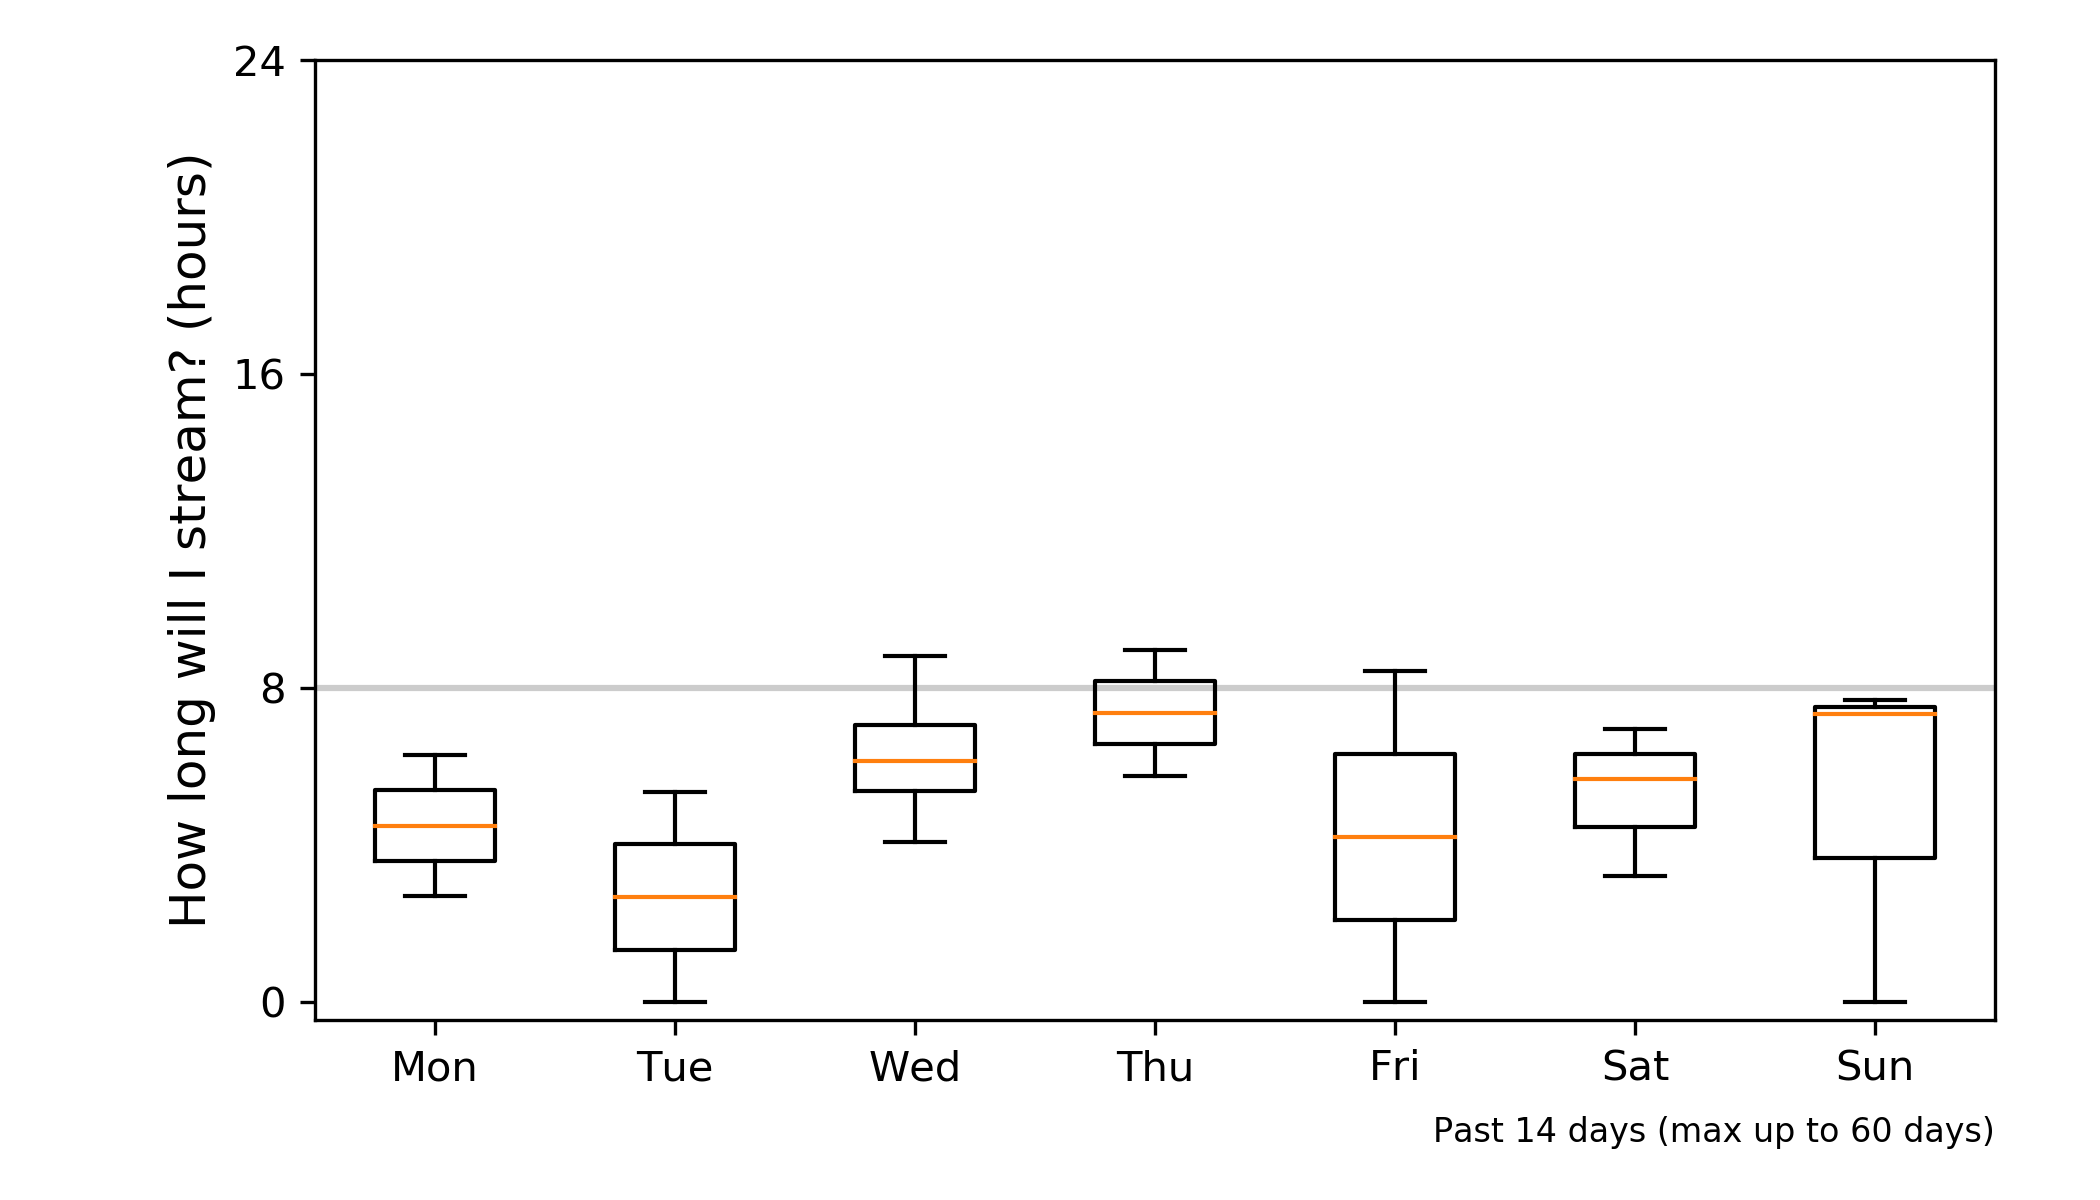 How long will I stream? (hours)
24
16
8
0
Mon Tue Wed Thu Fri Sat Sun
Past 14 days (max up to 60 days)